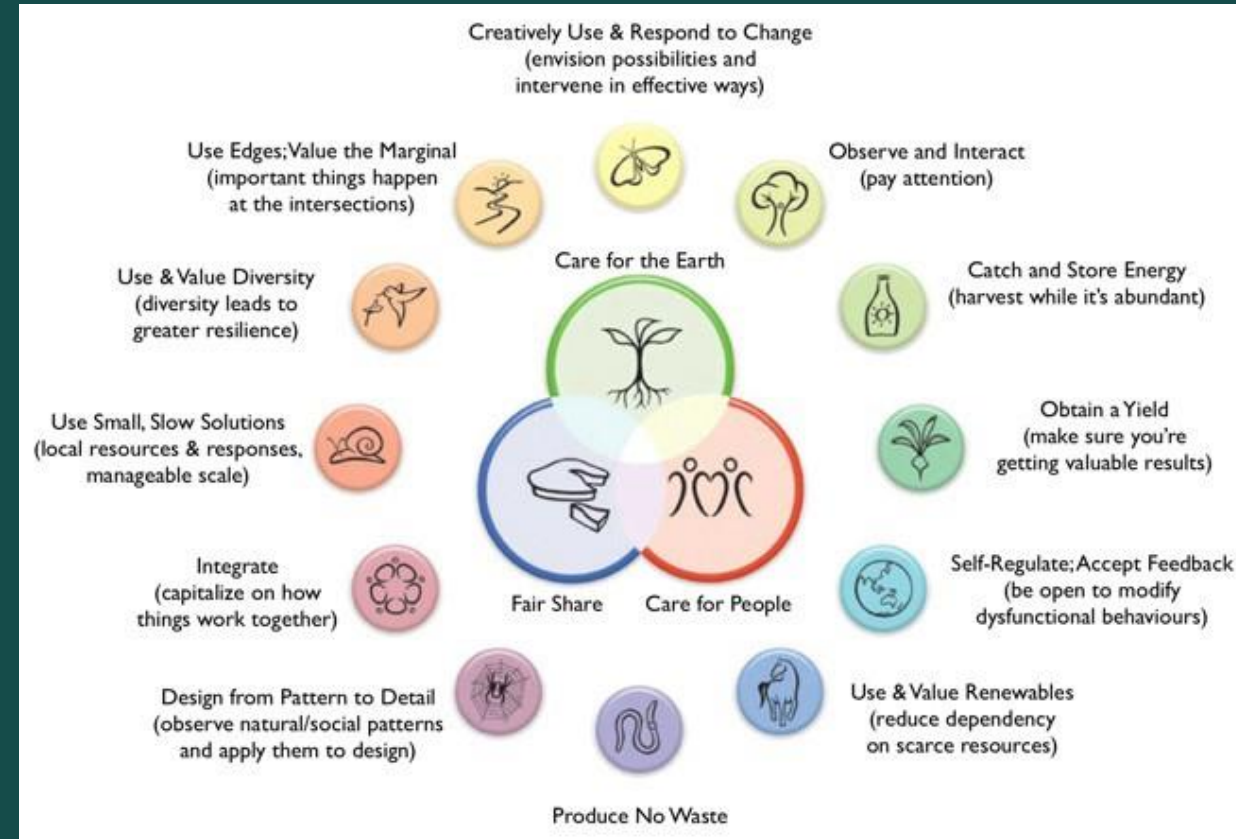 Creatively Use & Respond to Change
(envision possibilities and
intervene in effective ways)
Observe and Interact
(pay attention)
Catch and Store Energy
(harvest while it's abundant)
Obtain a Yield
(make sure you're
getting valuable results)
Self-Regulate; Accept Feedback
(be open to modify
dysfunctional behaviours)
Use & Value Renewables
(reduce dependency
on scarce resources)
Produce No Waste
Design from Pattern to Detail
(observe natural/social patterns
and apply them to design)
Integrate
(capitalize on how
things work together)
Use Small, Slow Solutions
(local resources & responses,
manageable scale)
Use & Value Diversity
(diversity leads to
greater resilience)
Use Edges; Value the Marginal
(important things happen
at the intersections)
Care for the Earth
Fair Share
Care for People